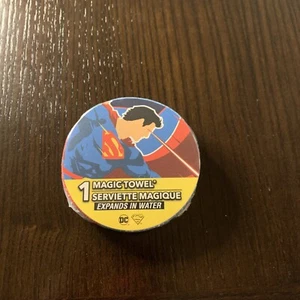 1 MAGIC TOWEL
SERVIETTE MAGIQUE
EXPANDS IN WATER
DC